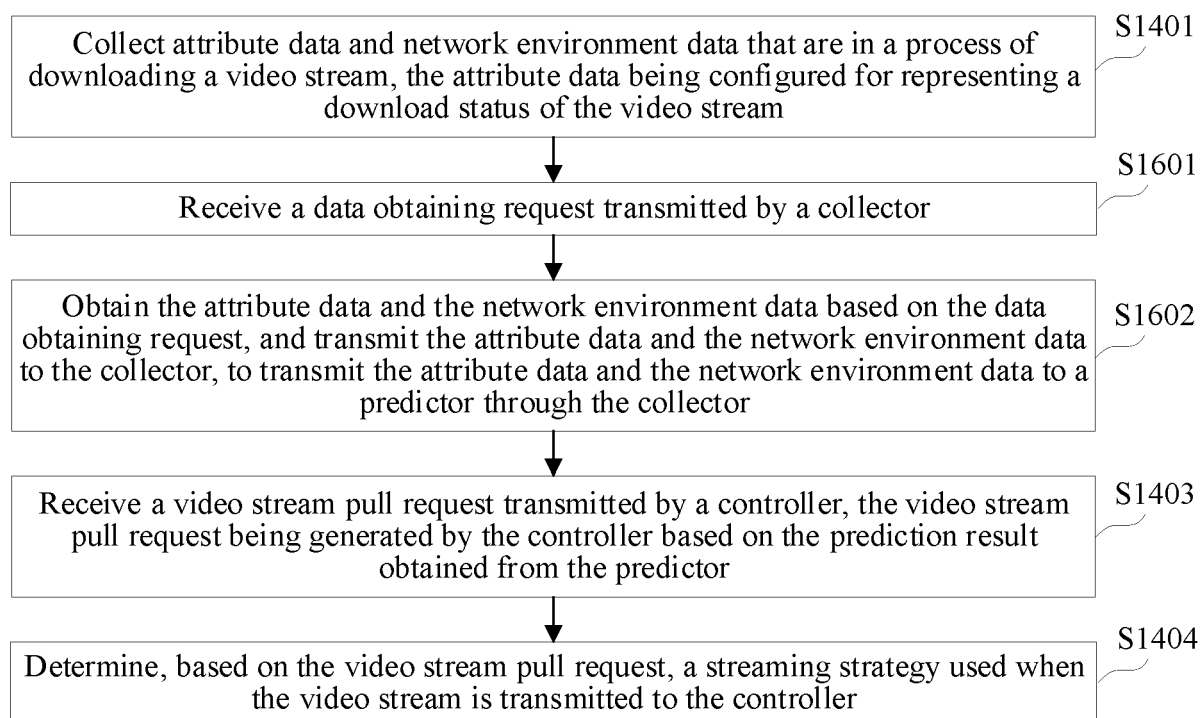 S1401
Collect attribute data and network environment data that are in a process of
downloading a video stream, the attribute data being configured for representing a
download status of the video stream
S1601
Receive a data obtaining request transmitted by a collector
S1602
Obtain the attribute data and the network environment data based on the data
obtaining request, and transmit the attribute data and the network environment data
to the collector, to transmit the attribute data and the network environment data to a
predictor through the collector
S1403
Receive a video stream pull request transmitted by a controller, the video stream
pull request being generated by the controller based on the prediction result
obtained from the predictor
S1404
Determine, based on the video stream pull request, a streaming strategy used when
the video stream is transmitted to the controller